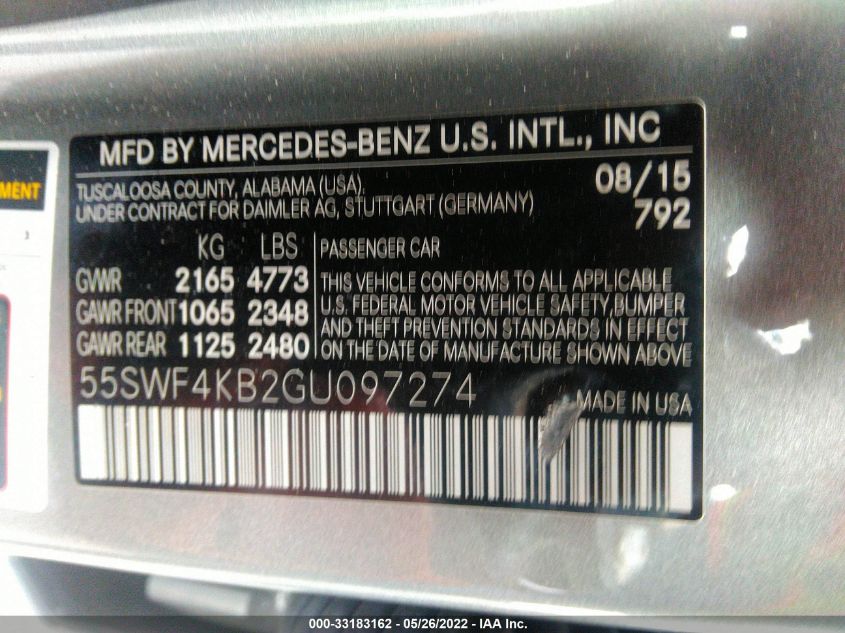 MENT
MFD BY MERCEDES-BENZ U.S. INTL., INC
TUSCALOOSA COUNTY, ALABAMA (USA).
UNDER CONTRACT FOR DAIMLER AG, STUTTGART (GERMANY)
08/15
792
KG LBS
GVWR 2165 4773
GAWR FRONT 1065 2348
GAWR REAR 1125 2480
PASSENGER CAR
THIS VEHICLE CONFORMS TO ALL APPLICABLE
U.S. FEDERAL MOTOR VEHICLE SAFETY, BUMPER
AND THEFT PREVENTION STANDARDS IN EFFECT
ON THE DATE OF MANUFACTURE SHOWN ABOVE
55SWF4KB2GU097274
MADE IN USA
000-33183162 - 05/26/2022 - IAA Inc.